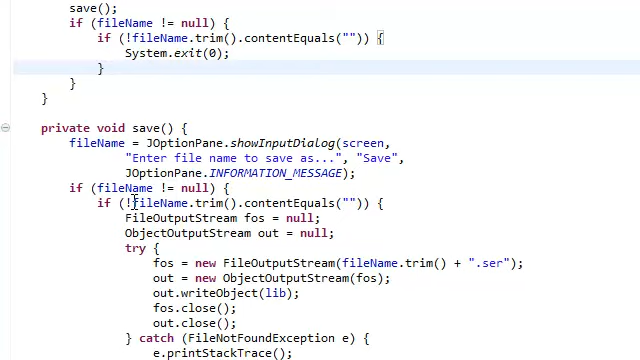 save();
if (fileName != null) {
if (!fileName.trim().contentEquals("")) {
System.exit(0);
}
}
}
private void save() {
fileName = JOptionPane.showInputDialog(screen,
"Enter file name to save as...", "Save",
JOptionPane.INFORMATION_MESSAGE);
if (fileName != null) {
if (!fileName.trim().contentEquals("")) {
FileOutputStream fos = null;
ObjectOutputStream out = null;
try {
fos = new FileOutputStream(fileName.trim() + ".ser");
out = new ObjectOutputStream(fos);
out.writeObject(lib);
fos.close();
out.close();
} catch (FileNotFoundException e) {
e.printStackTrace();